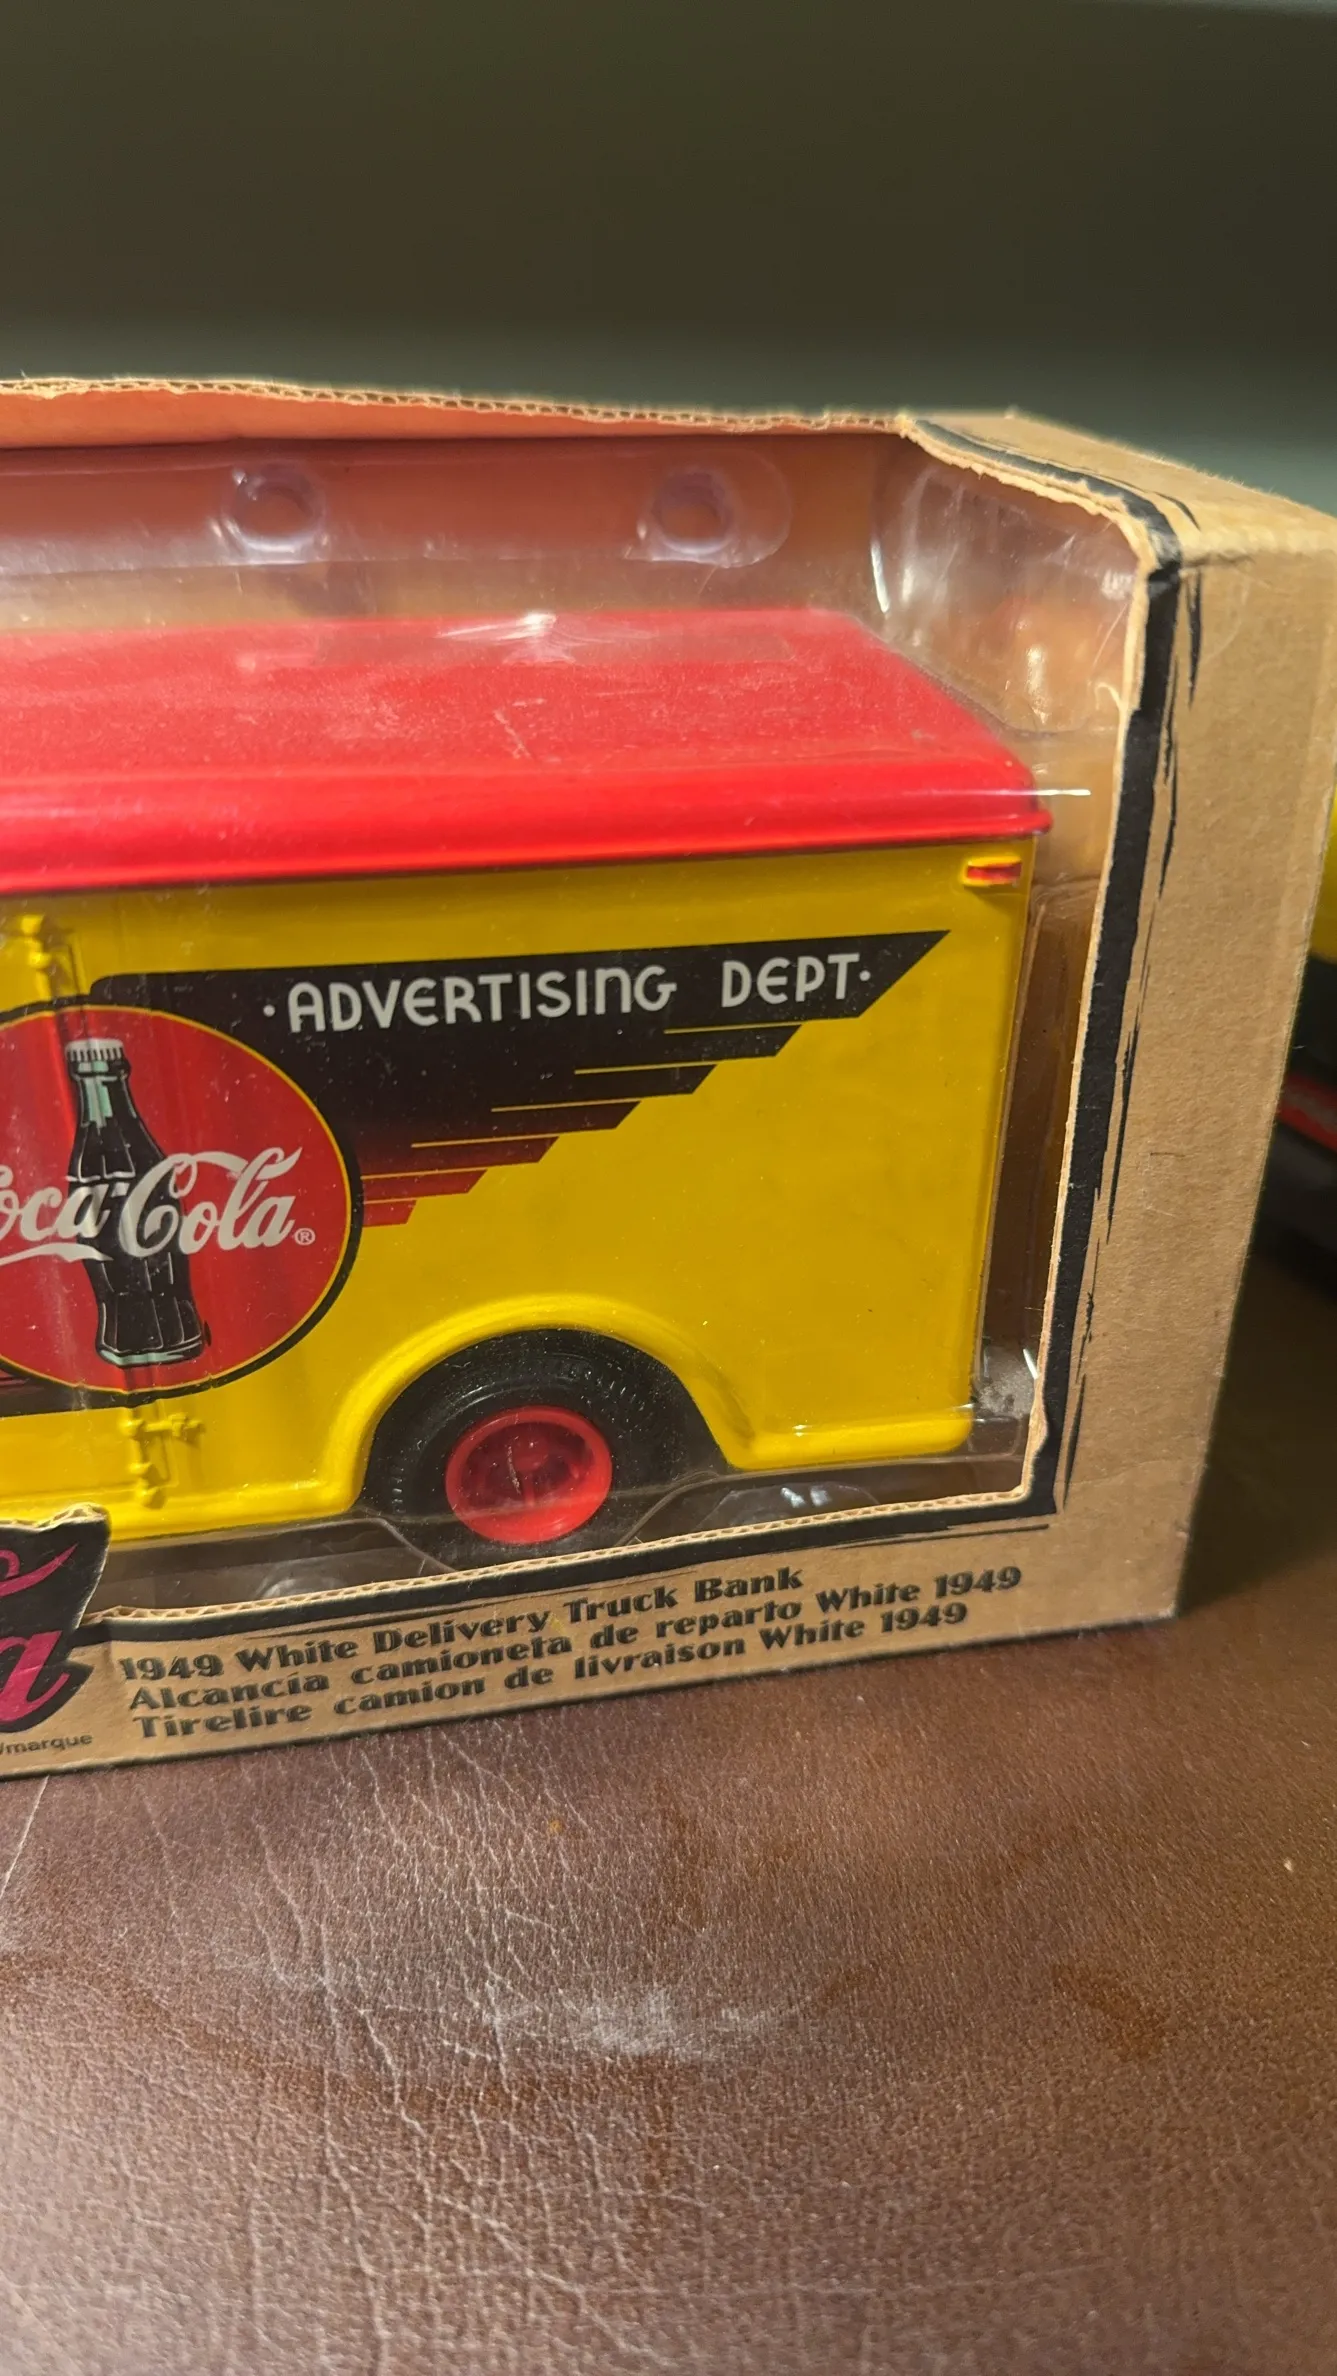 ·ADVERTISING DEPT·
Coca-Cola®
1949 White Delivery Truck Bank
Alcancía camioneta de reparto White 1949
Tirelire camion de livraison White 1949
/marque